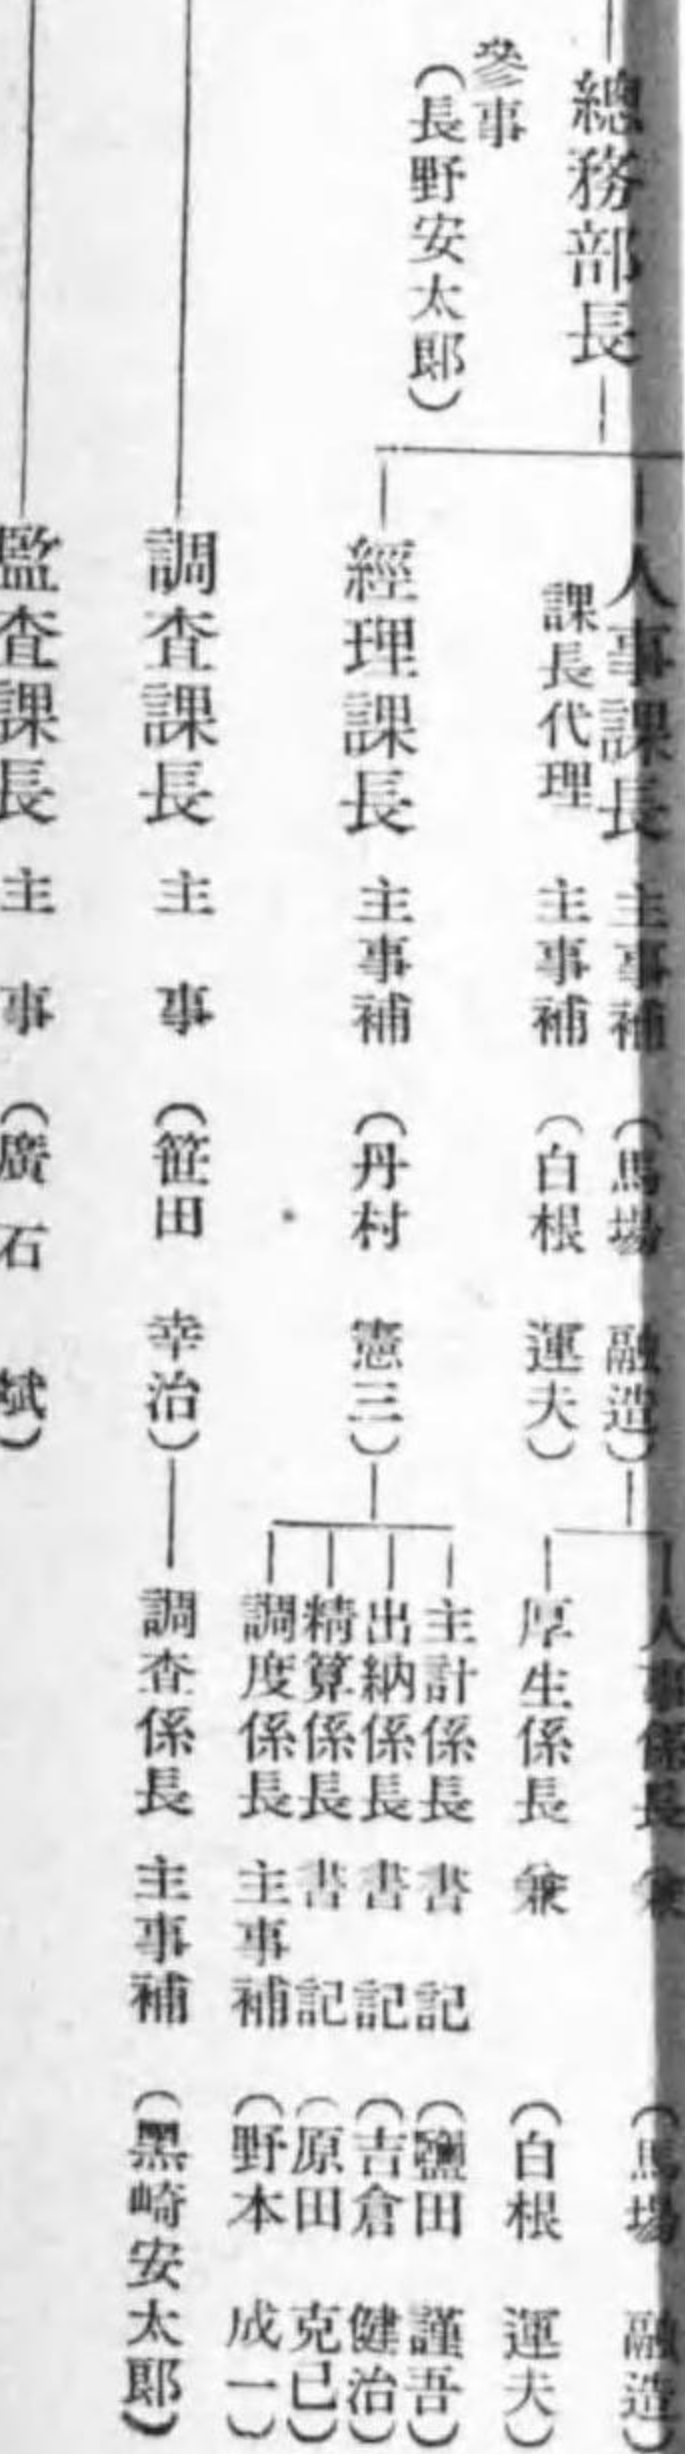 總務部長
參事
（長野安太郎）
人事課長 主事補 （馬場 融造）
課長代理 主事補 （白根 運夫）
人事係長 兼 （馬場 融造）
厚生係長 兼 （白根 運夫）
經理課長 主事補 （丹村 憲三）
主計係長 書記 （鹽田 謹吾）
出納係長 書記 （吉倉 健治）
精算係長 書記 （原田 克已）
調度係長 主事補 （野本 成一）
調査課長 主事 （笹田 幸治）
調査係長 主事補 （黑崎安太郎）
監査課長 主事 （廣石 斌）